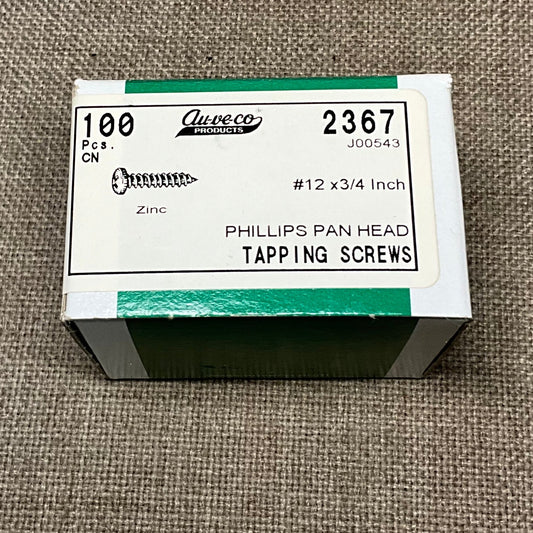 100 au-ve-co 2367
Pcs. PRODUCTS J00543
CN
#12 x3/4 Inch
Zinc
PHILLIPS PAN HEAD
TAPPING SCREWS